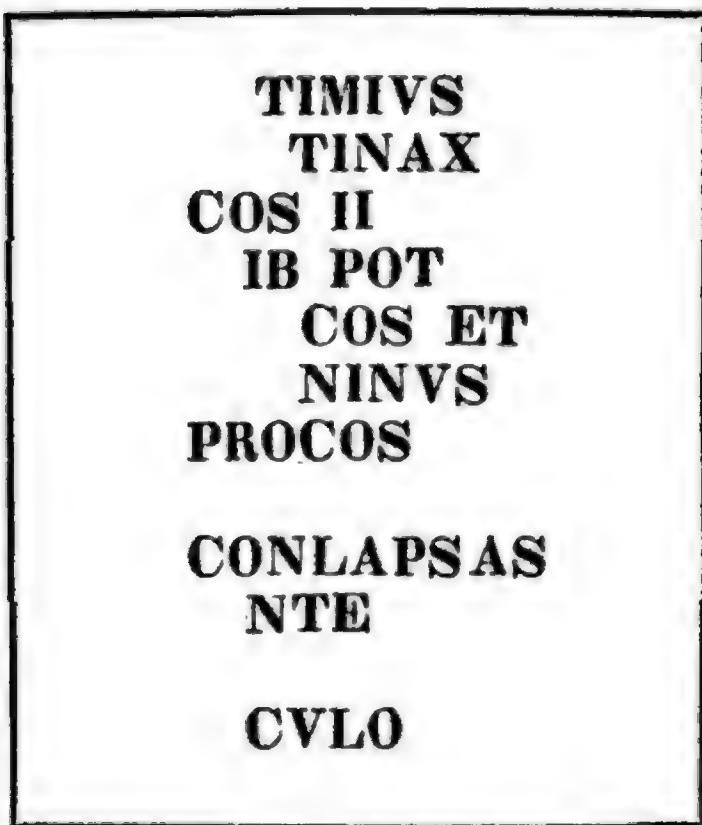 TIMIVS
TINAX
COS II
IB POT
COS ET
NINVS
PROCOS
CONLAPSAS
NTE
CVLO